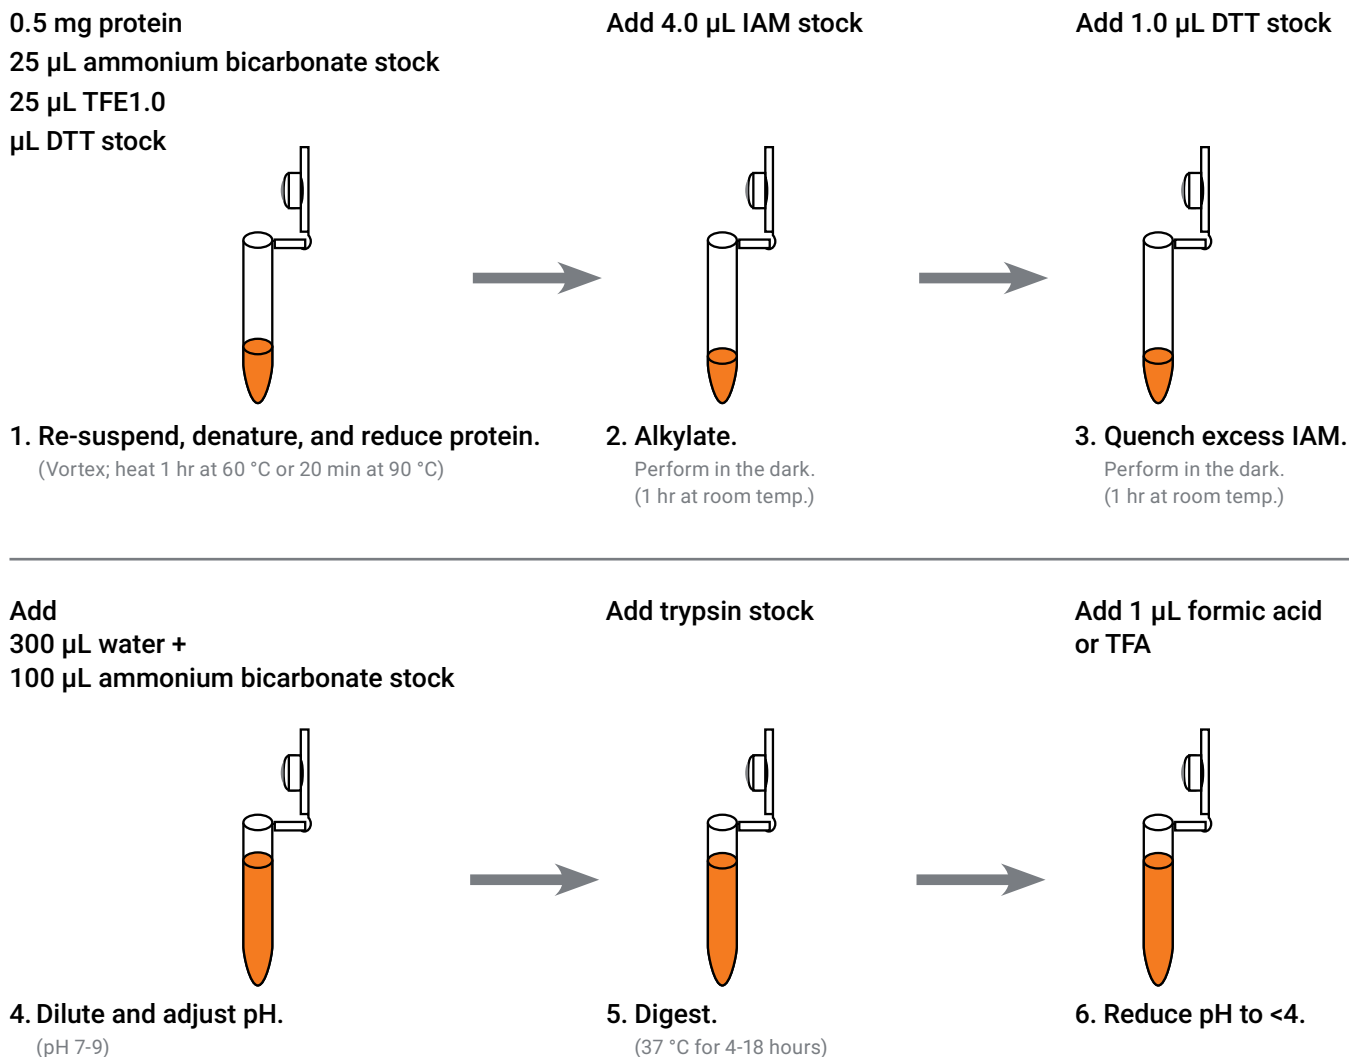 0.5 mg protein
25 µL ammonium bicarbonate stock
25 µL TFE1.0
µL DTT stock
Add 4.0 µL IAM stock
Add 1.0 µL DTT stock
1. Re-suspend, denature, and reduce protein.
(Vortex; heat 1 hr at 60 °C or 20 min at 90 °C)
2. Alkylate.
Perform in the dark.
(1 hr at room temp.)
3. Quench excess IAM.
Perform in the dark.
(1 hr at room temp.)
Add
300 µL water +
100 µL ammonium bicarbonate stock
Add trypsin stock
Add 1 µL formic acid
or TFA
4. Dilute and adjust pH.
(pH 7-9)
5. Digest.
(37 °C for 4-18 hours)
6. Reduce pH to <4.